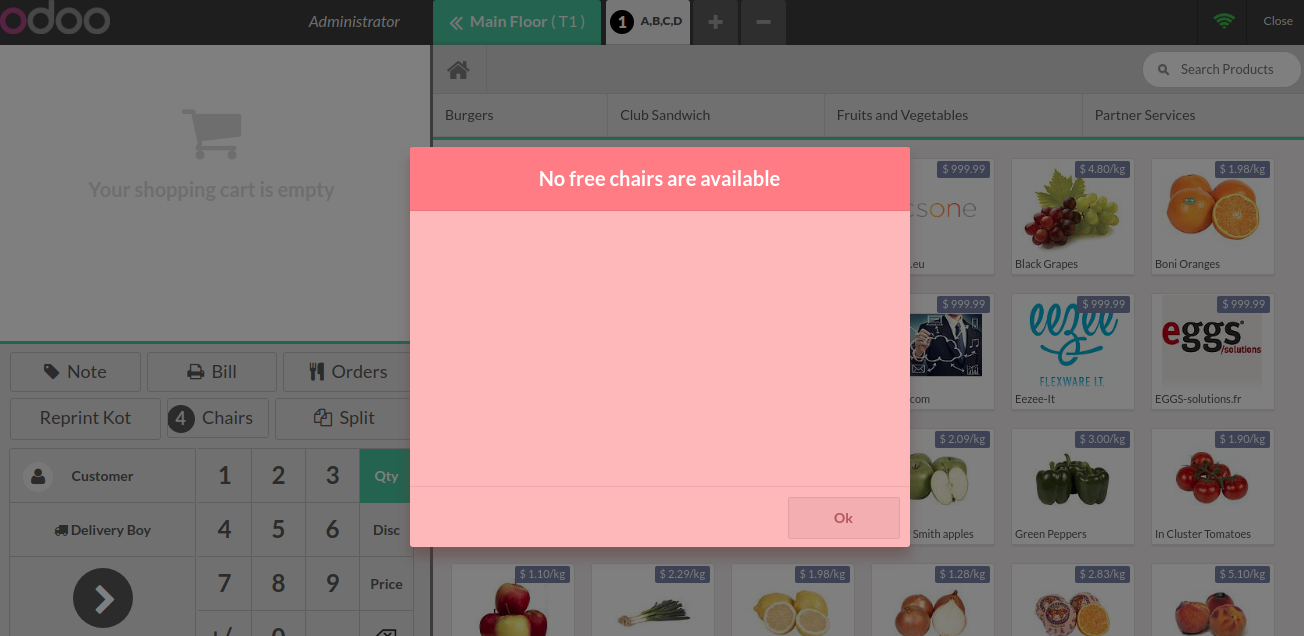 odoo
Administrator
Main Floor ( T1 )
1 A,B,C,D
Close
Search Products
Burgers
Club Sandwich
Fruits and Vegetables
Partner Services
Your shopping cart is empty
No free chairs are available
Ok
$ 999.99
csone
.eu
$ 4.80/kg
Black Grapes
$ 1.98/kg
Boni Oranges
$ 999.99
com
$ 999.99
eezee
FLEXWARE I.T.
Eezee-It
$ 999.99
eggs
/solutions
EGGS-solutions.fr
$ 2.09/kg
Smith apples
$ 3.00/kg
Green Peppers
$ 1.90/kg
In Cluster Tomatoes
$ 1.10/kg
$ 2.29/kg
$ 1.98/kg
$ 1.28/kg
$ 2.83/kg
$ 5.10/kg
Note
Bill
Orders
Reprint Kot
4 Chairs
Split
Customer
1 2 3 Qty
Delivery Boy
4 5 6 Disc
7 8 9 Price
+/- 0